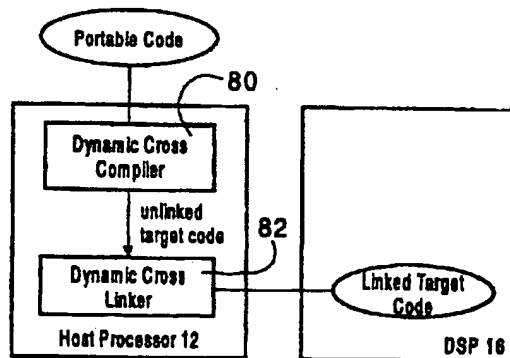 Portable Code
80
Dynamic Cross
Compiler
unlinked
target code
82
Dynamic Cross
Linker
Linked Target
Code
Host Processor 12
DSP 16